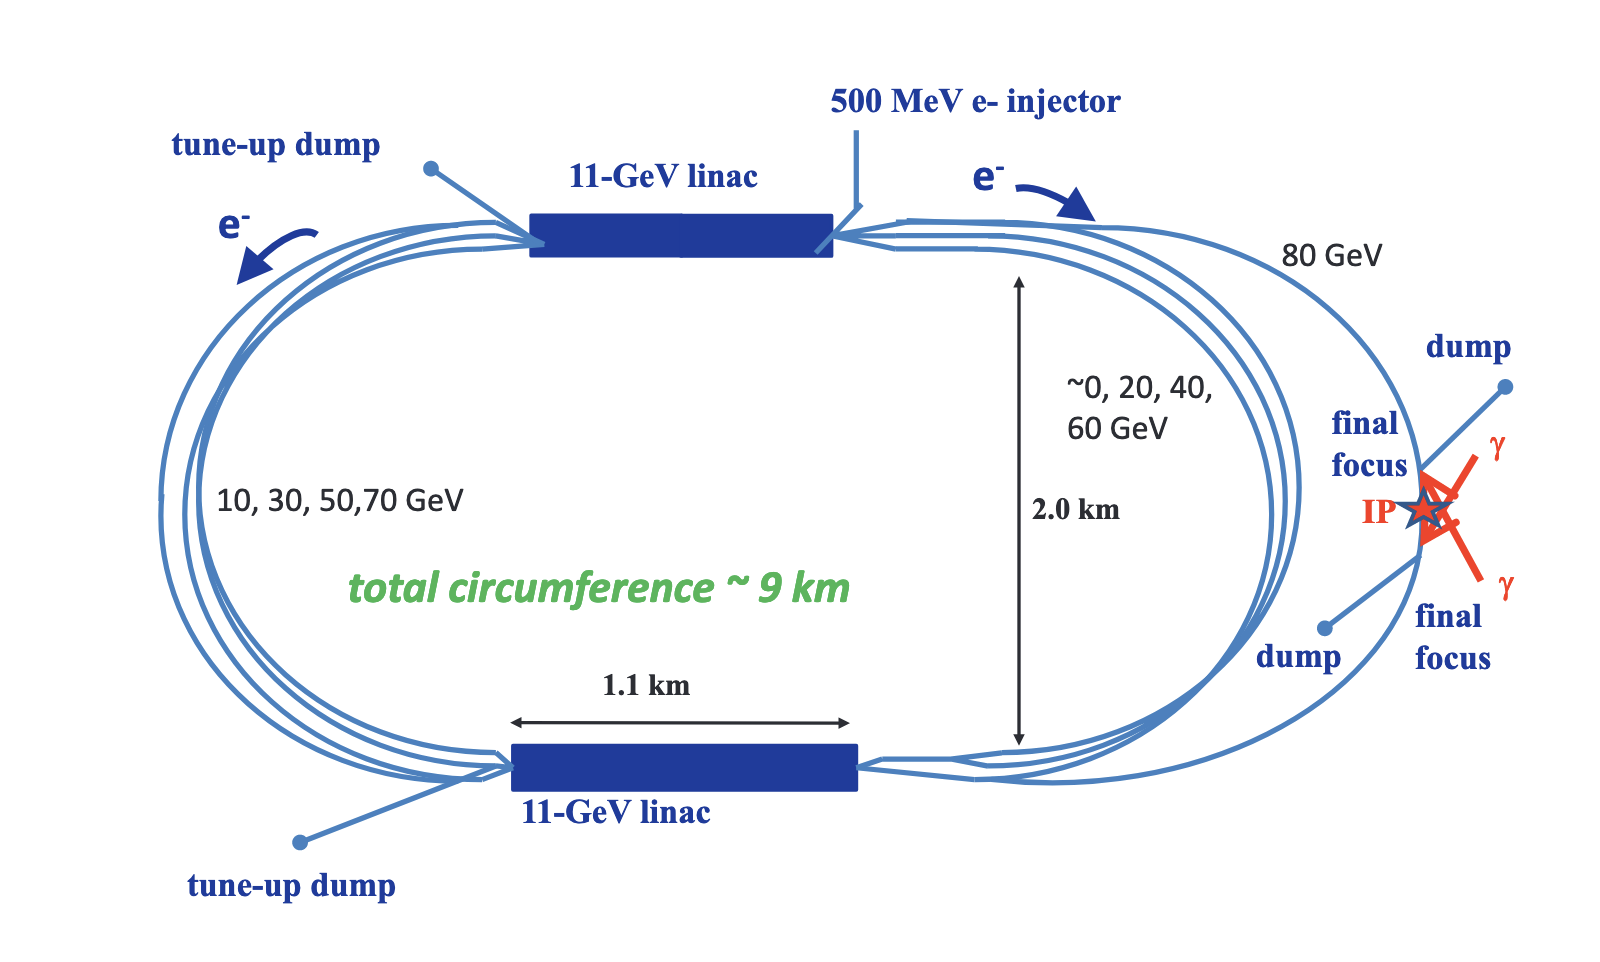 500 MeV e- injector
tune-up dump
11-GeV linac
e-
e-
80 GeV
dump
~0, 20, 40,
60 GeV
final
focus
γ
10, 30, 50,70 GeV
2.0 km
IP
total circumference ~ 9 km
γ
final
focus
dump
1.1 km
11-GeV linac
tune-up dump